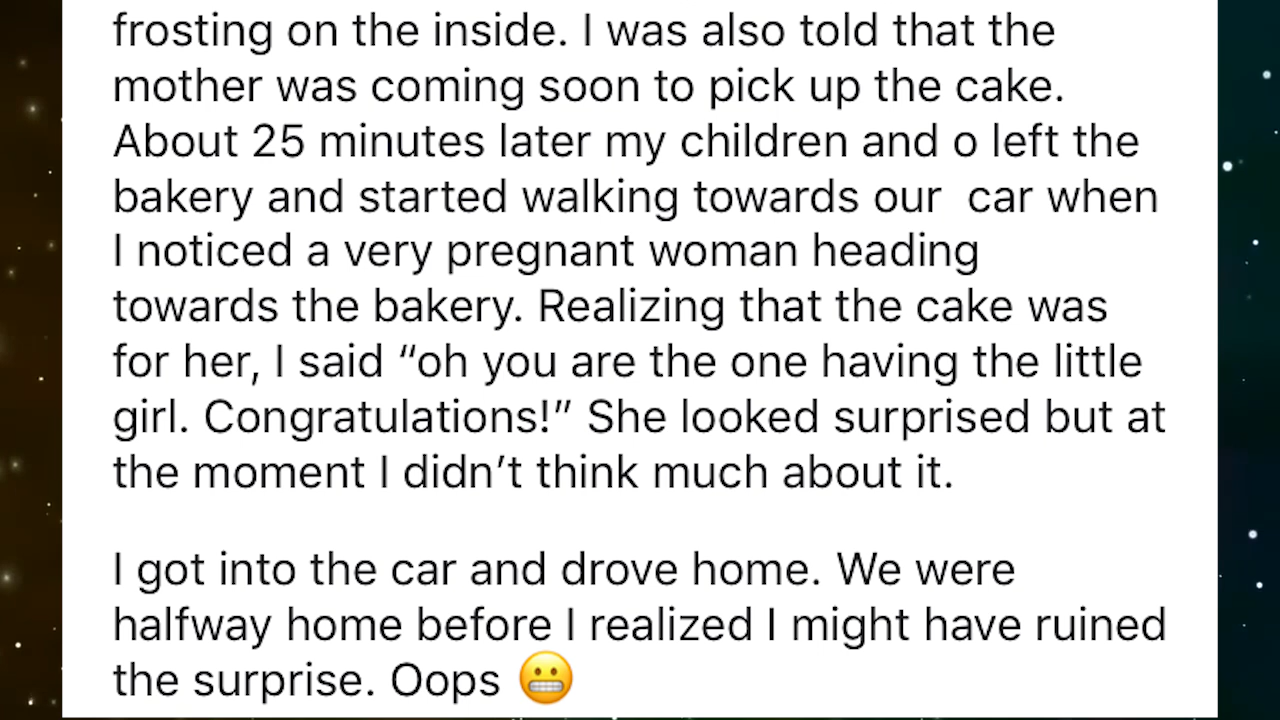 frosting on the inside. I was also told that the
mother was coming soon to pick up the cake.
About 25 minutes later my children and o left the
bakery and started walking towards our  car when
I noticed a very pregnant woman heading
towards the bakery. Realizing that the cake was
for her, I said “oh you are the one having the little
girl. Congratulations!” She looked surprised but at
the moment I didn’t think much about it.
I got into the car and drove home. We were
halfway home before I realized I might have ruined
the surprise. Oops 😬